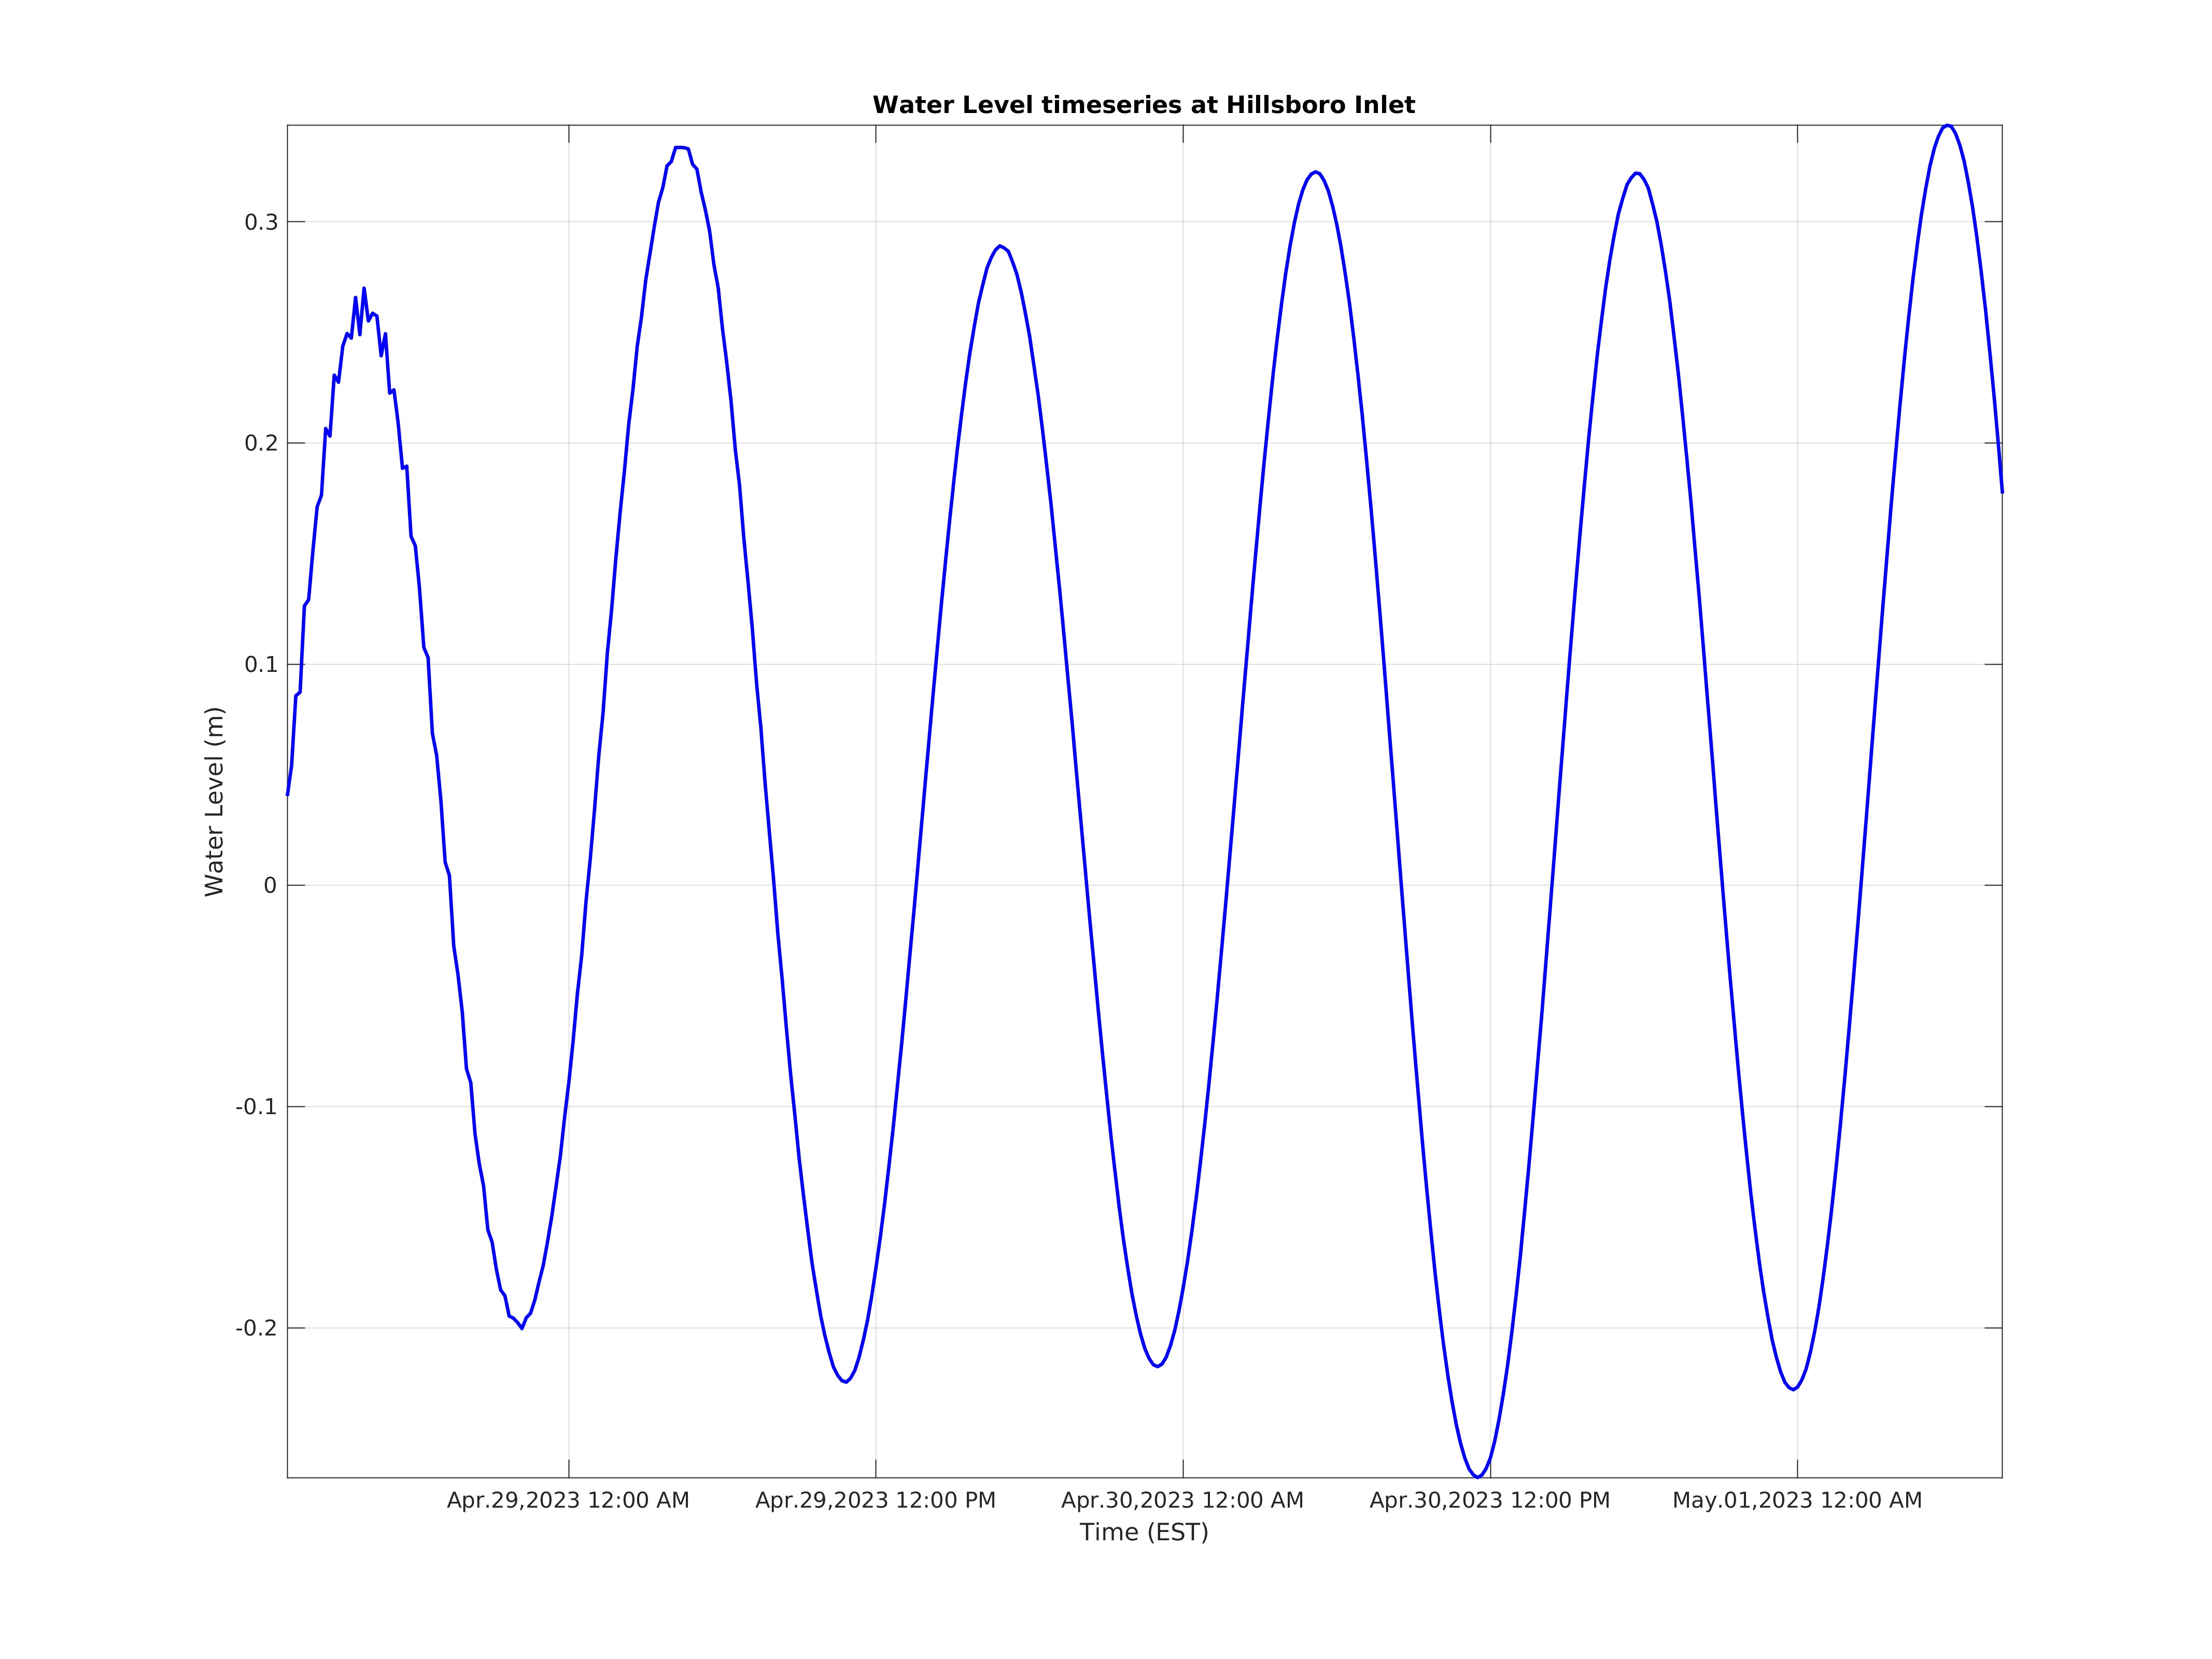 Water Level timeseries at Hillsboro Inlet
0.3
0.2
0.1
0
-0.1
-0.2
Water Level (m)
Apr.29,2023 12:00 AM
Apr.29,2023 12:00 PM
Apr.30,2023 12:00 AM
Apr.30,2023 12:00 PM
May.01,2023 12:00 AM
Time (EST)